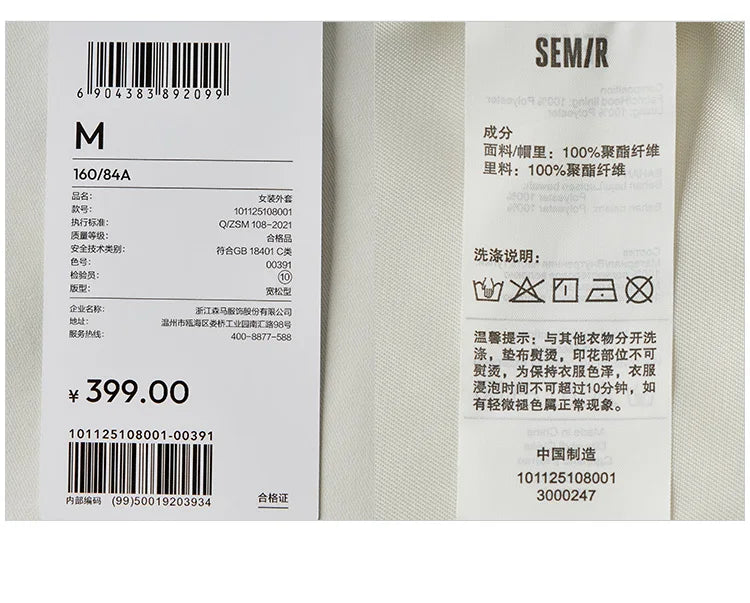 6 904383 892099
M
160/84A
品名: 女装外套
款号: 101125108001
执行标准: Q/ZSM 108-2021
质量等级: 合格品
安全技术类别: 符合GB 18401 C类
色号: 00391
检验员: 10
版型: 宽松型
企业名称: 浙江森马服饰股份有限公司
地址: 温州市瓯海区娄桥工业园南汇路98号
服务热线: 400-8877-588
¥ 399.00
101125108001-00391
内部编码 (99)50019203934
合格证
SEMIR
成分
面料/帽里：100%聚酯纤维
里料：100%聚酯纤维
洗涤说明：
温馨提示：与其他衣物分开洗
涤，垫布熨烫，印花部位不可
熨烫，为保持衣服色泽，衣服
浸泡时间不可超过10分钟，如
有轻微褪色属正常现象。
中国制造
101125108001
3000247